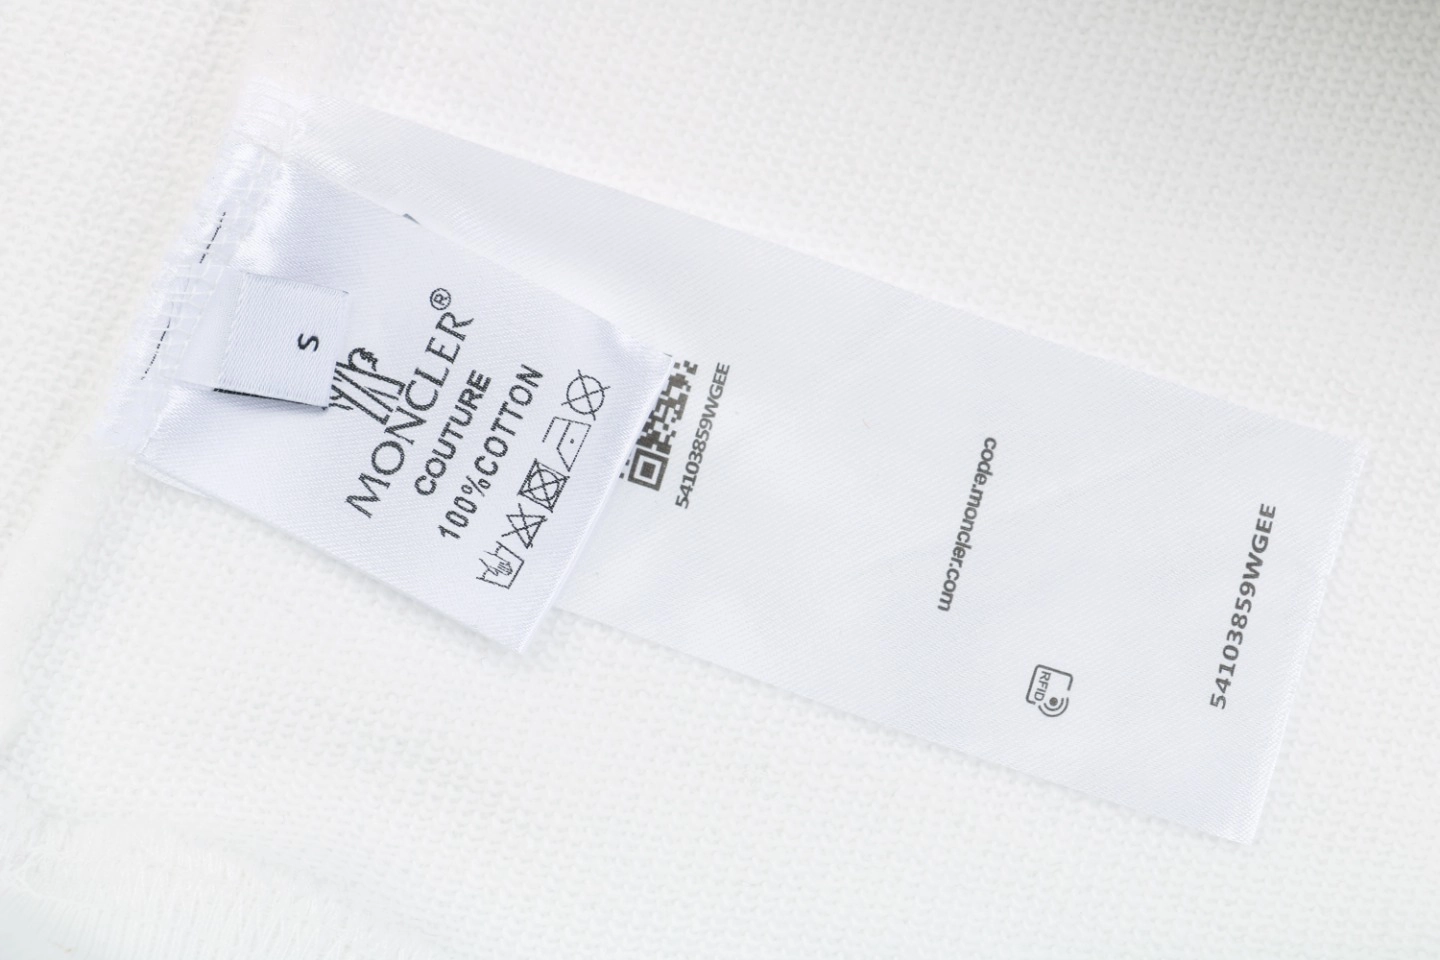 S
MONCLER®
COUTURE
100%COTTON
54103859WGEE
code.moncler.com
RFID
54103859WGEE